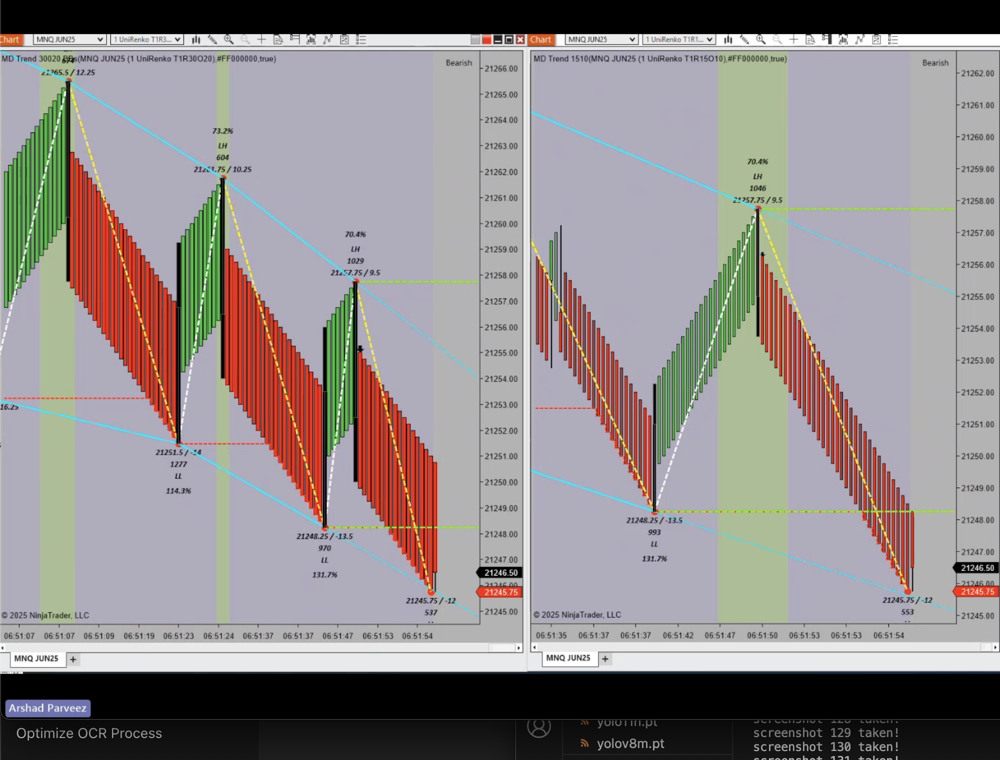 Chart
MNQ JUN25
1 UniRenko T1R3...
MD Trend 30020
(MNQ JUN25 (1 UniRenko T1R30O20),#FF000000,true)
Bearish
21265.5 / 12.25
73.2%
LH
604
21261.75 / 10.25
70.4%
LH
1029
21257.75 / 9.5
16.25
21251.5 / -14
1277
LL
114.3%
21248.25 / -13.5
970
LL
131.7%
21245.75 / -12
537
21266.00
21265.00
21264.00
21263.00
21262.00
21261.00
21260.00
21259.00
21258.00
21257.00
21256.00
21255.00
21254.00
21253.00
21252.00
21251.00
21250.00
21249.00
21248.00
21247.00
21246.50
21245.75
21245.00
© 2025 NinjaTrader, LLC
06:51:07 06:51:07 06:51:09 06:51:19 06:51:23 06:51:24 06:51:37 06:51:37 06:51:47 06:51:53 06:51:54
MNQ JUN25 +
Chart
MNQ JUN25
1 UniRenko T1R1...
MD Trend 1510(MNQ JUN25 (1 UniRenko T1R15O10),#FF000000,true)
Bearish
70.4%
LH
1046
21257.75 / 9.5
21248.25 / -13.5
993
LL
131.7%
21245.75 / -12
553
21262.00
21261.00
21260.00
21259.00
21258.00
21257.00
21256.00
21255.00
21254.00
21253.00
21252.00
21251.00
21250.00
21249.00
21248.00
21247.00
21246.50
21245.75
21245.00
© 2025 NinjaTrader, LLC
06:51:35 06:51:37 06:51:37 06:51:42 06:51:47 06:51:50 06:51:53 06:51:53 06:51:54
MNQ JUN25 +
Arshad Parveez
Optimize OCR Process
yolo11n.pt
yolov8m.pt
screenshot 128 taken!
screenshot 129 taken!
screenshot 130 taken!
screenshot 131 taken!